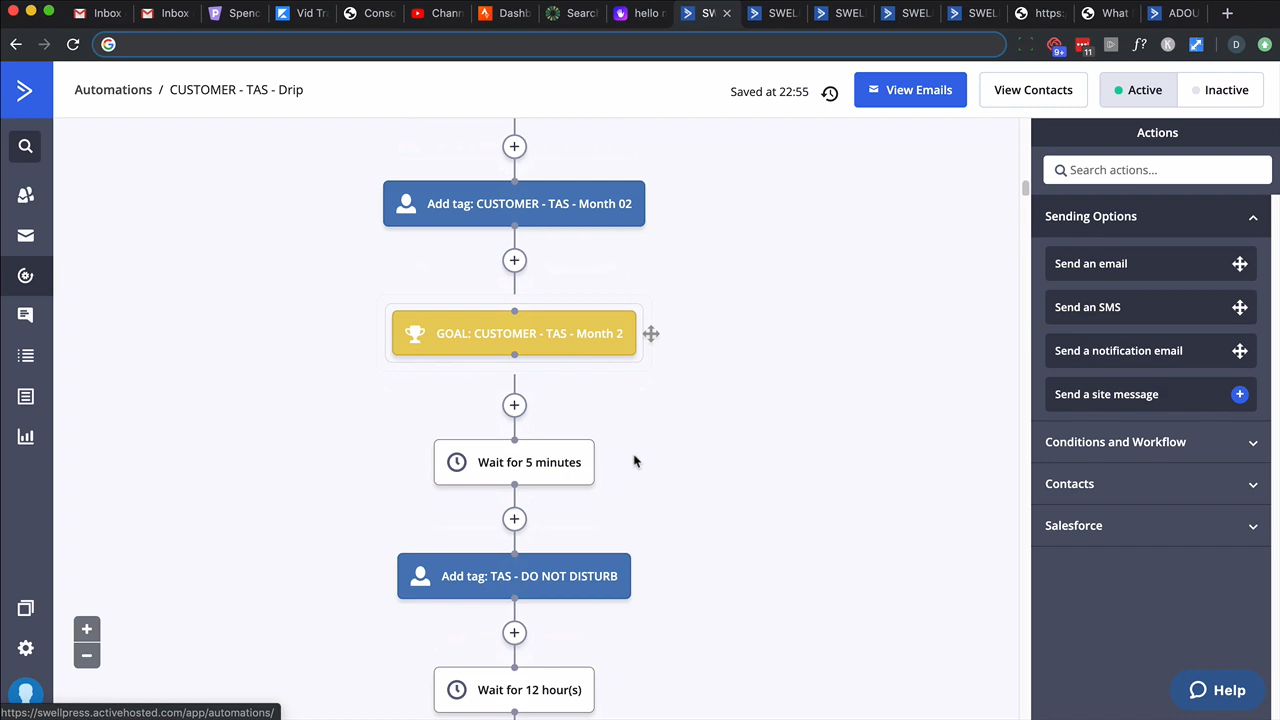 Inbox
Inbox
Spenc
Vid Tra
Conso
Chann
Dashb
Search
hello n
SW
SWEL
SWEL
SWEL
SWEL
https:
What
ADOU
9+
11
f?
K
D
Automations / CUSTOMER - TAS - Drip
Saved at 22:55
View Emails
View Contacts
Active
Inactive
Actions
Add tag: CUSTOMER - TAS - Month 02
Search actions...
Sending Options
Send an email
Send an SMS
GOAL: CUSTOMER - TAS - Month 2
Send a notification email
Send a site message
Conditions and Workflow
Wait for 5 minutes
Contacts
Salesforce
Add tag: TAS - DO NOT DISTURB
Wait for 12 hour(s)
Help
https://swellpress.activehosted.com/app/automations/